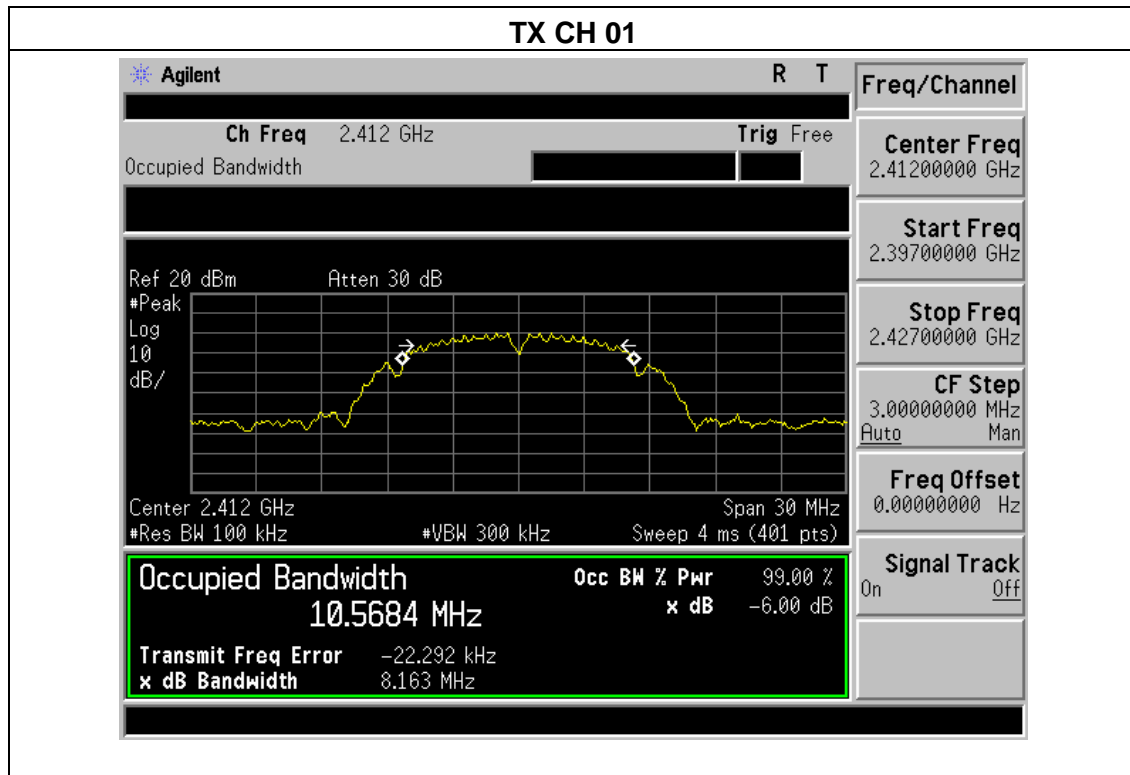 TX CH 01
Agilent R T
Ch Freq 2.412 GHz Trig Free
Occupied Bandwidth
Ref 20 dBm Atten 30 dB
#Peak
Log
10
dB/
Center 2.412 GHz Span 30 MHz
#Res BW 100 kHz #VBW 300 kHz Sweep 4 ms (401 pts)
Occupied Bandwidth
10.5684 MHz
Occ BW % Pwr 99.00 %
x dB -6.00 dB
Transmit Freq Error -22.292 kHz
x dB Bandwidth 8.163 MHz
Freq/Channel
Center Freq
2.41200000 GHz
Start Freq
2.39700000 GHz
Stop Freq
2.42700000 GHz
CF Step
3.00000000 MHz
Auto Man
Freq Offset
0.00000000 Hz
Signal Track
On Off